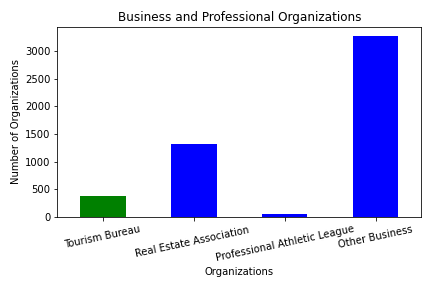 Business and Professional Organizations
Number of Organizations
3000
2500
2000
1500
1000
500
0
Tourism Bureau
Real Estate Association
Professional Athletic League
Other Business
Organizations